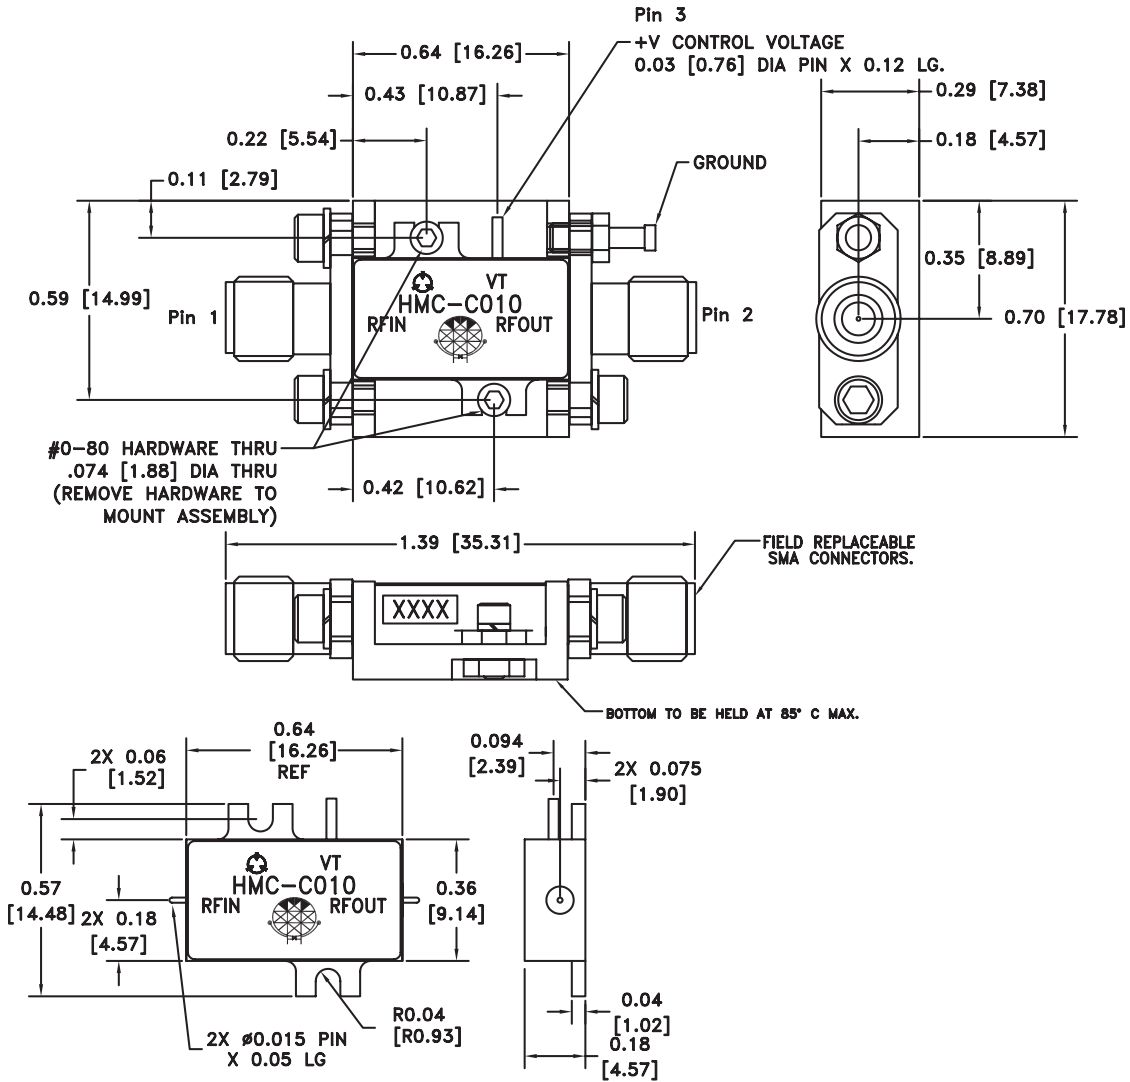 Pin 3
+V CONTROL VOLTAGE
0.03 [0.76] DIA PIN X 0.12 LG.
0.64 [16.26]
0.43 [10.87]
0.29 [7.38]
0.22 [5.54]
0.18 [4.57]
GROUND
0.11 [2.79]
0.35 [8.89]
0.59 [14.99]
VT
HMC-C010
RFIN
RFOUT
Pin 1
Pin 2
0.70 [17.78]
#0-80 HARDWARE THRU
.074 [1.88] DIA THRU
(REMOVE HARDWARE TO
MOUNT ASSEMBLY)
0.42 [10.62]
1.39 [35.31]
FIELD REPLACEABLE
SMA CONNECTORS.
XXXX
BOTTOM TO BE HELD AT 85° C MAX.
0.64
[16.26]
REF
2X 0.06
[1.52]
0.094
[2.39]
2X 0.075
[1.90]
VT
HMC-C010
RFIN
RFOUT
0.57
[14.48]
2X 0.18
[4.57]
0.36
[9.14]
R0.04
[R0.93]
2X ø0.015 PIN
X 0.05 LG
0.04
[1.02]
0.18
[4.57]